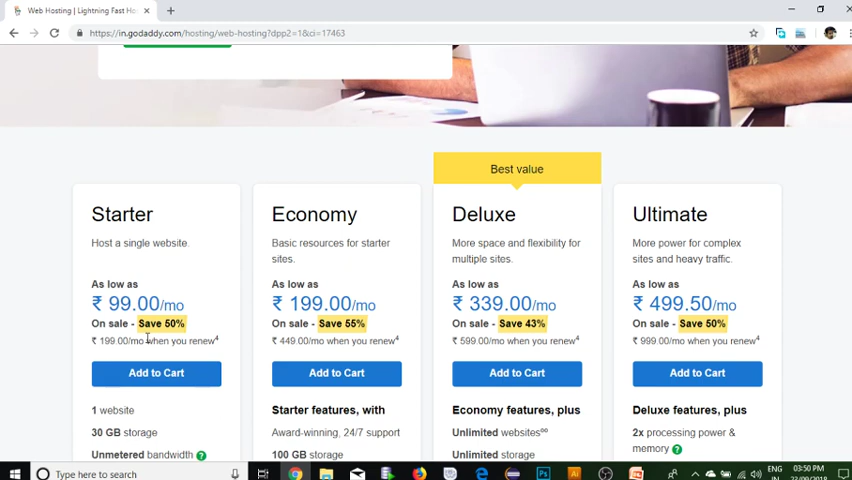 Web Hosting | Lightning Fast Ho
https://in.godaddy.com/hosting/web-hosting?dpp2=1&ci=17463
Best value
Starter
Host a single website.
As low as
₹ 99.00/mo
On sale - Save 50%
₹ 199.00/mo when you renew⁴
Add to Cart
1 website
30 GB storage
Unmetered bandwidth ?
Economy
Basic resources for starter
sites.
As low as
₹ 199.00/mo
On sale - Save 55%
₹ 449.00/mo when you renew⁴
Add to Cart
Starter features, with
Award-winning, 24/7 support
100 GB storage
Deluxe
More space and flexibility for
multiple sites.
As low as
₹ 339.00/mo
On sale - Save 43%
₹ 599.00/mo when you renew⁴
Add to Cart
Economy features, plus
Unlimited websites
Unlimited storage
Ultimate
More power for complex
sites and heavy traffic.
As low as
₹ 499.50/mo
On sale - Save 50%
₹ 999.00/mo when you renew⁴
Add to Cart
Deluxe features, plus
2x processing power &
memory ?
Type here to search
Ps
Ai
ENG
IN
03:50 PM
23/09/2018